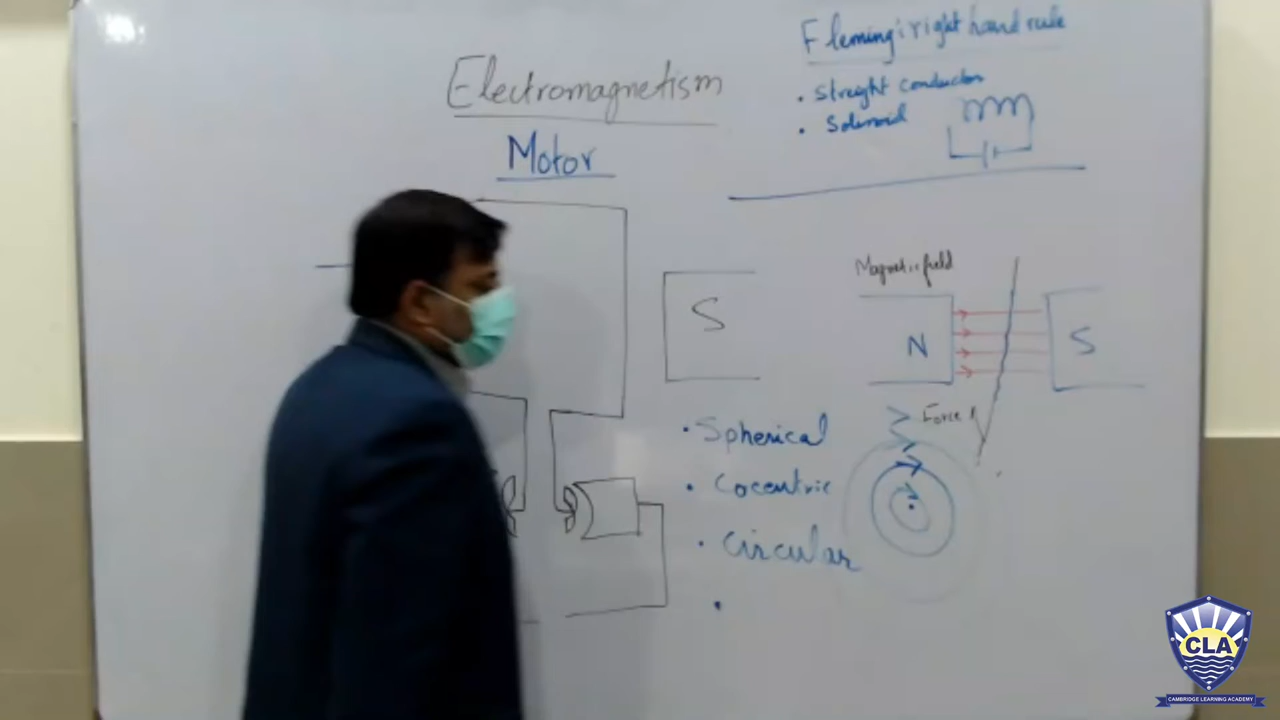 Electromagnetism
Motor
Fleming's right hand rule
• Straight conductor
• Solenoid
S
Magnetic field
N
S
Force
• Spherical
• Cocentric
• Circular
•
CLA
CAMBRIDGE LEARNING ACADEMY